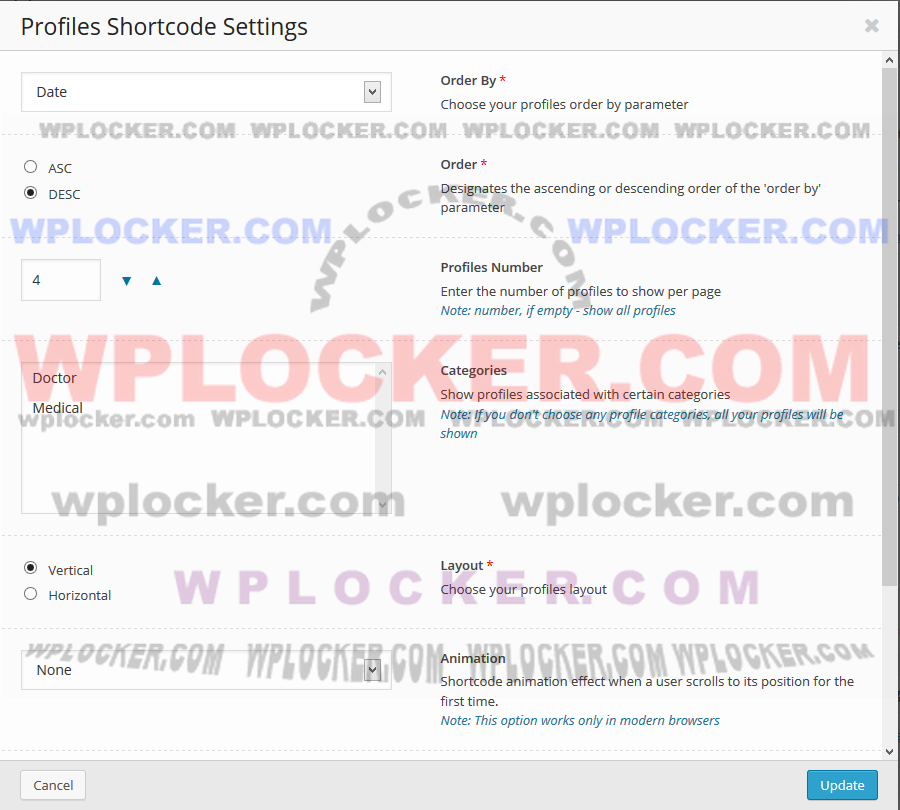 Profiles Shortcode Settings
Date
Order By *
Choose your profiles order by parameter
WPLOCKER.COM WPLOCKER.COM WPLOCKER.COM WPLOCKER.COM
ASC
DESC
Order *
Designates the ascending or descending order of the 'order by'
parameter
WPLOCKER.COM WPLOCKER.COM WPLOCKER.COM
4
Profiles Number
Enter the number of profiles to show per page
Note: number, if empty - show all profiles
WPLOCKER.COM
Doctor
Medical
Categories
Show profiles associated with certain categories
Note: If you don't choose any profile categories, all your profiles will be
shown
wplocker.com WPLOCKER.COM WPLOCKER.COM WPLOCKER.COM
wplocker.com wplocker.com
Vertical
Horizontal
Layout *
Choose your profiles layout
WPLOCKER.COM
WPLOCKER.COM WPLOCKER.COM WPLOCKER.COM WPLOCKER.COM
None
Animation
Shortcode animation effect when a user scrolls to its position for the
first time.
Note: This option works only in modern browsers
Cancel
Update